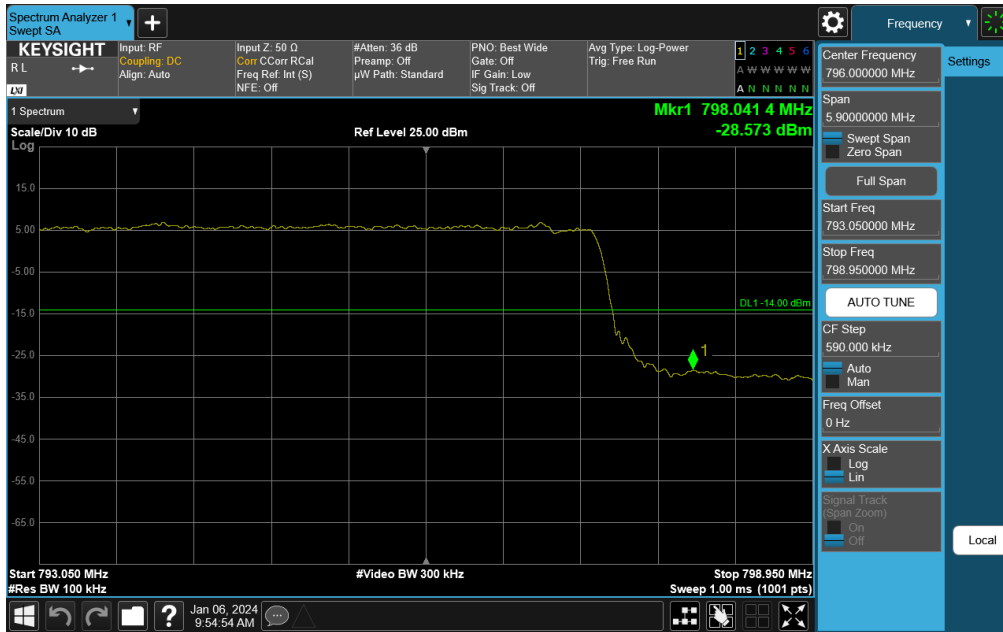 Spectrum Analyzer 1
Swept SA
Frequency
KEYSIGHT
R L
LXI
Input: RF
Coupling: DC
Align: Auto
Input Z: 50 Ω
Corr CCorr RCal
Freq Ref: Int (S)
NFE: Off
#Atten: 36 dB
Preamp: Off
µW Path: Standard
PNO: Best Wide
Gate: Off
IF Gain: Low
Sig Track: Off
Avg Type: Log-Power
Trig: Free Run
1 2 3 4 5 6
A W W W W W
A N N N N N
1 Spectrum
Scale/Div 10 dB
Ref Level 25.00 dBm
Mkr1 798.041 4 MHz
-28.573 dBm
Log
15.0
5.00
-5.00
-15.0
-25.0
-35.0
-45.0
-55.0
-65.0
DL1 -14.00 dBm
1
Start 793.050 MHz
#Res BW 100 kHz
#Video BW 300 kHz
Stop 798.950 MHz
Sweep 1.00 ms (1001 pts)
Center Frequency
796.000000 MHz
Span
5.90000000 MHz
Swept Span
Zero Span
Full Span
Start Freq
793.050000 MHz
Stop Freq
798.950000 MHz
AUTO TUNE
CF Step
590.000 kHz
Auto
Man
Freq Offset
0 Hz
X Axis Scale
Log
Lin
Signal Track
(Span Zoom)
On
Off
Settings
Local
?
Jan 06, 2024
9:54:54 AM